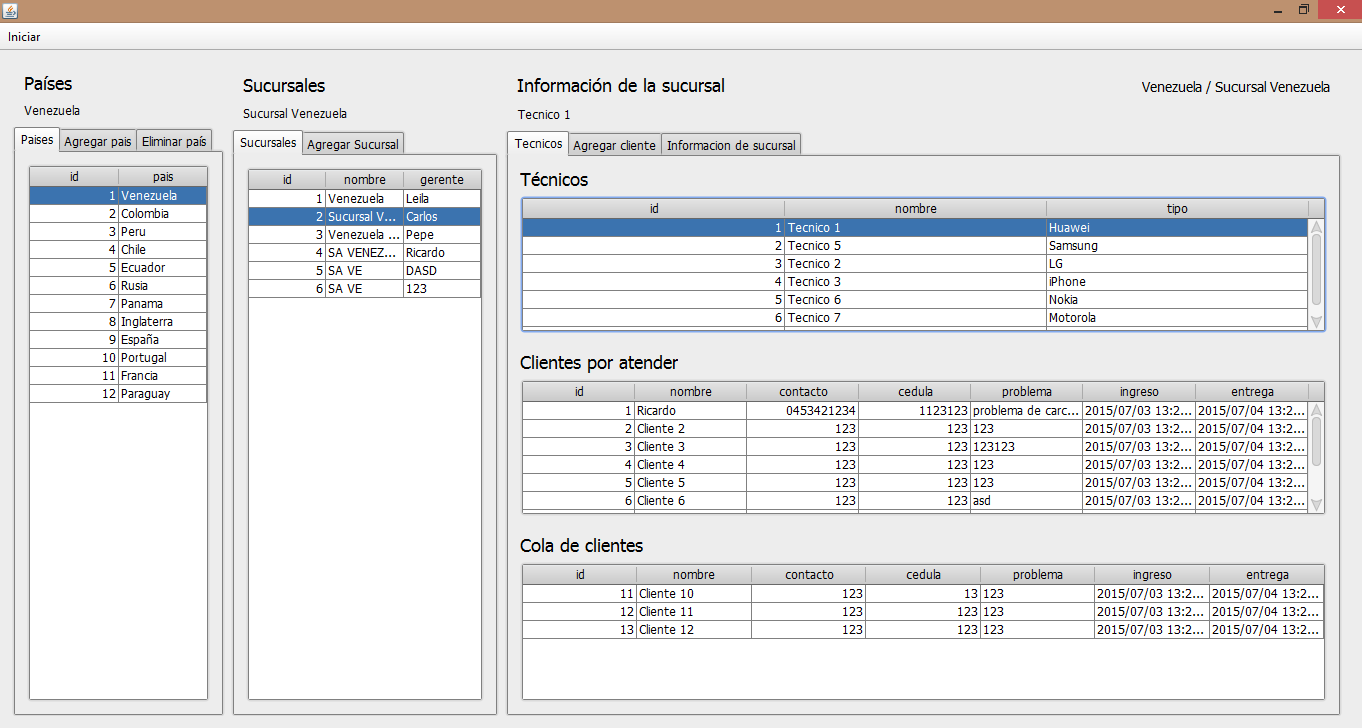 Iniciar
Países
Venezuela
Paises Agregar pais Eliminar país
id pais
1 Venezuela
2 Colombia
3 Peru
4 Chile
5 Ecuador
6 Rusia
7 Panama
8 Inglaterra
9 España
10 Portugal
11 Francia
12 Paraguay
Sucursales
Sucursal Venezuela
Sucursales Agregar Sucursal
id nombre gerente
1 Venezuela Leila
2 Sucursal V... Carlos
3 Venezuela ... Pepe
4 SA VENEZ... Ricardo
5 SA VE DASD
6 SA VE 123
Información de la sucursal
Venezuela / Sucursal Venezuela
Tecnico 1
Tecnicos Agregar cliente Informacion de sucursal
Técnicos
id nombre tipo
1 Tecnico 1 Huawei
2 Tecnico 5 Samsung
3 Tecnico 2 LG
4 Tecnico 3 iPhone
5 Tecnico 6 Nokia
6 Tecnico 7 Motorola
Clientes por atender
id nombre contacto cedula problema ingreso entrega
1 Ricardo 0453421234 1123123 problema de carc... 2015/07/03 13:2... 2015/07/04 13:2...
2 Cliente 2 123 123 123 2015/07/03 13:2... 2015/07/04 13:2...
3 Cliente 3 123 123 123123 2015/07/03 13:2... 2015/07/04 13:2...
4 Cliente 4 123 123 123 2015/07/03 13:2... 2015/07/04 13:2...
5 Cliente 5 123 123 123 2015/07/03 13:2... 2015/07/04 13:2...
6 Cliente 6 123 123 asd 2015/07/03 13:2... 2015/07/04 13:2...
Cola de clientes
id nombre contacto cedula problema ingreso entrega
11 Cliente 10 123 13 123 2015/07/03 13:2... 2015/07/04 13:2...
12 Cliente 11 123 123 123 2015/07/03 13:2... 2015/07/04 13:2...
13 Cliente 12 123 123 123 2015/07/03 13:2... 2015/07/04 13:2...